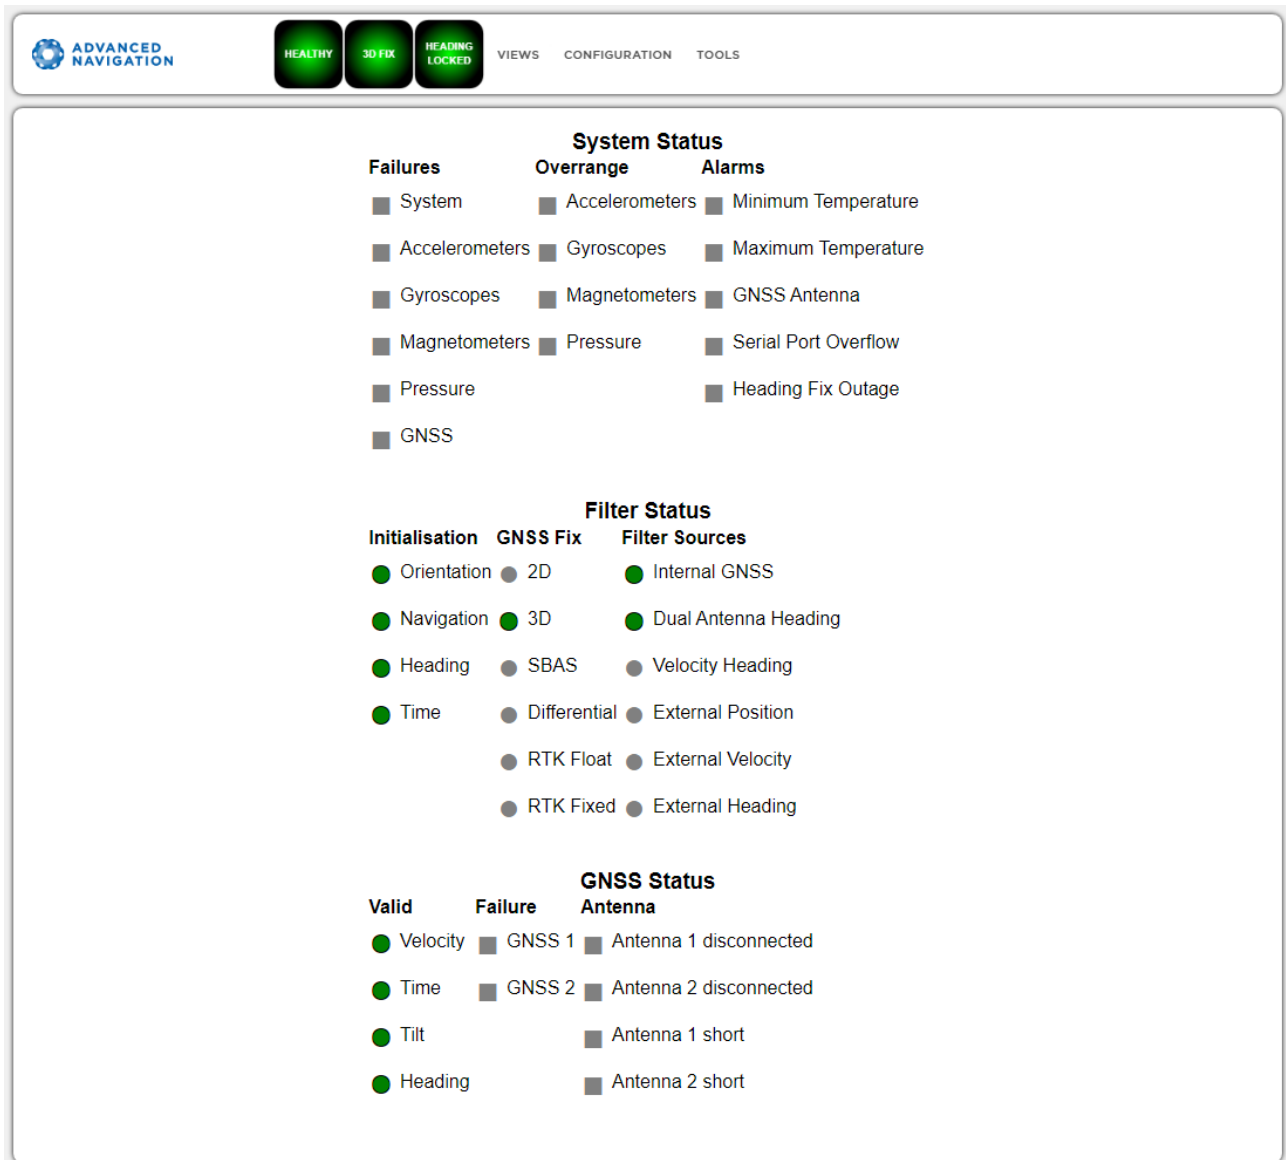 ADVANCED
NAVIGATION
HEALTHY 3D FIX HEADING
LOCKED VIEWS CONFIGURATION TOOLS
System Status
Failures Overrange Alarms
System Accelerometers Minimum Temperature
Accelerometers Gyroscopes Maximum Temperature
Gyroscopes Magnetometers GNSS Antenna
Magnetometers Pressure Serial Port Overflow
Pressure Heading Fix Outage
GNSS
Filter Status
Initialisation GNSS Fix Filter Sources
Orientation 2D Internal GNSS
Navigation 3D Dual Antenna Heading
Heading SBAS Velocity Heading
Time Differential External Position
RTK Float External Velocity
RTK Fixed External Heading
GNSS Status
Valid Failure Antenna
Velocity GNSS 1 Antenna 1 disconnected
Time GNSS 2 Antenna 2 disconnected
Tilt Antenna 1 short
Heading Antenna 2 short